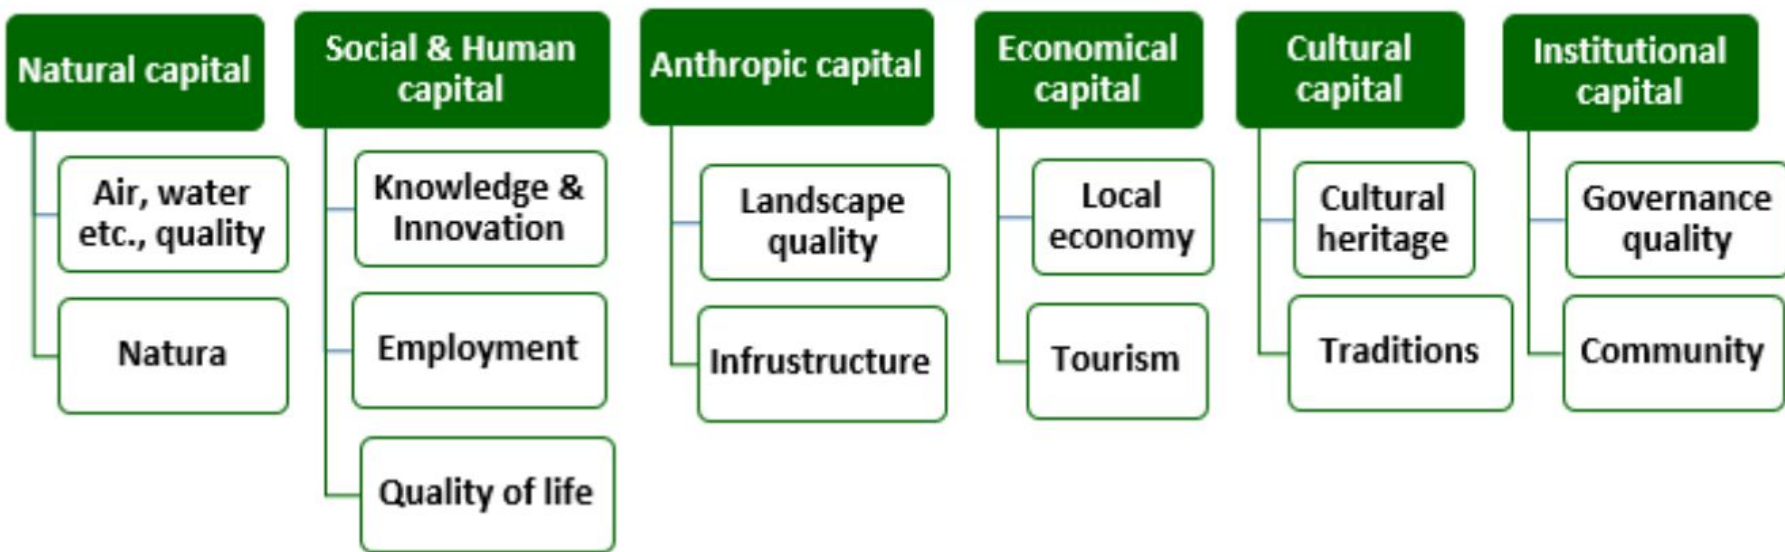 Natural capital
Air, water
etc., quality
Natura
Social & Human
capital
Knowledge &
Innovation
Employment
Quality of life
Anthropic capital
Landscape
quality
Infrustructure
Economical
capital
Local
economy
Tourism
Cultural
capital
Cultural
heritage
Traditions
Institutional
capital
Governance
quality
Community